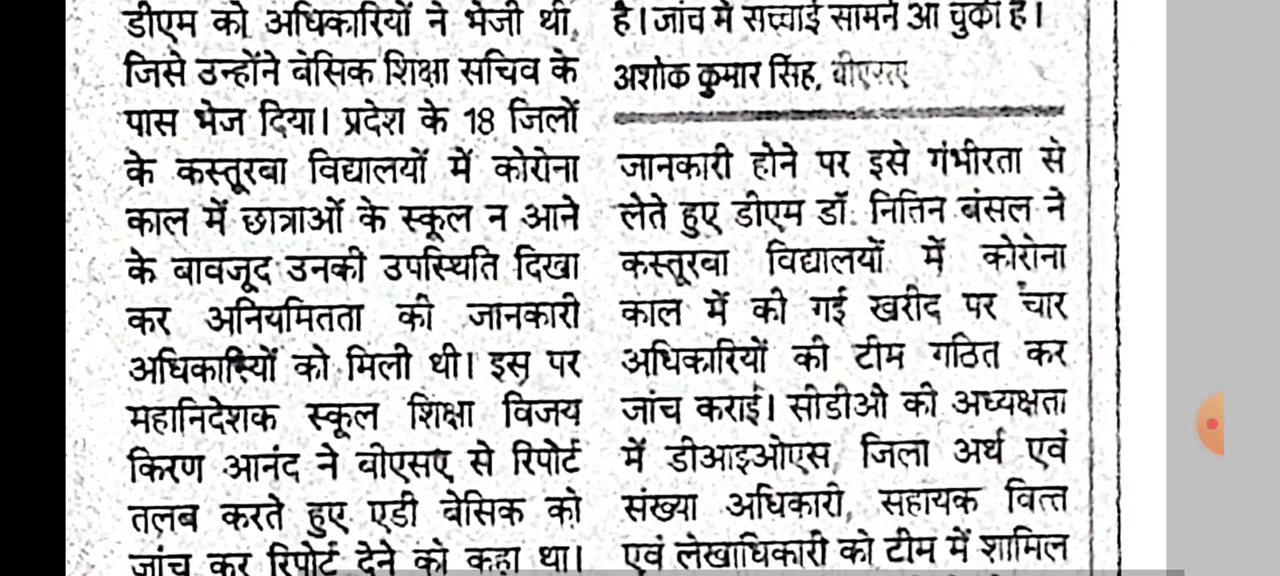 डीएम को अधिकारियों ने भेजी थी,
जिसे उन्होंने बेसिक शिक्षा सचिव के
पास भेज दिया। प्रदेश के 18 जिलों
के कस्तूरबा विद्यालयों में कोरोना
काल में छात्राओं के स्कूल न आने
के बावजूद उनकी उपस्थिति दिखा
कर अनियमितता की जानकारी
अधिकारियों को मिली थी। इस पर
महानिदेशक स्कूल शिक्षा विजय
किरण आनंद ने बीएसए से रिपोर्ट
तलब करते हुए एडी बेसिक को
जांच कर रिपोर्ट देने को कहा था।
है। जांच में सच्चाई सामने आ चुकी है।
अशोक कुमार सिंह, बीएसए
जानकारी होने पर इसे गंभीरता से
लेते हुए डीएम डॉ. नितिन बंसल ने
कस्तूरबा विद्यालयों में कोरोना
काल में की गई खरीद पर चार
अधिकारियों की टीम गठित कर
जांच कराई। सीडीओ की अध्यक्षता
में डीआइओएस, जिला अर्थ एवं
संख्या अधिकारी, सहायक वित्त
एवं लेखाधिकारी को टीम में शामिल